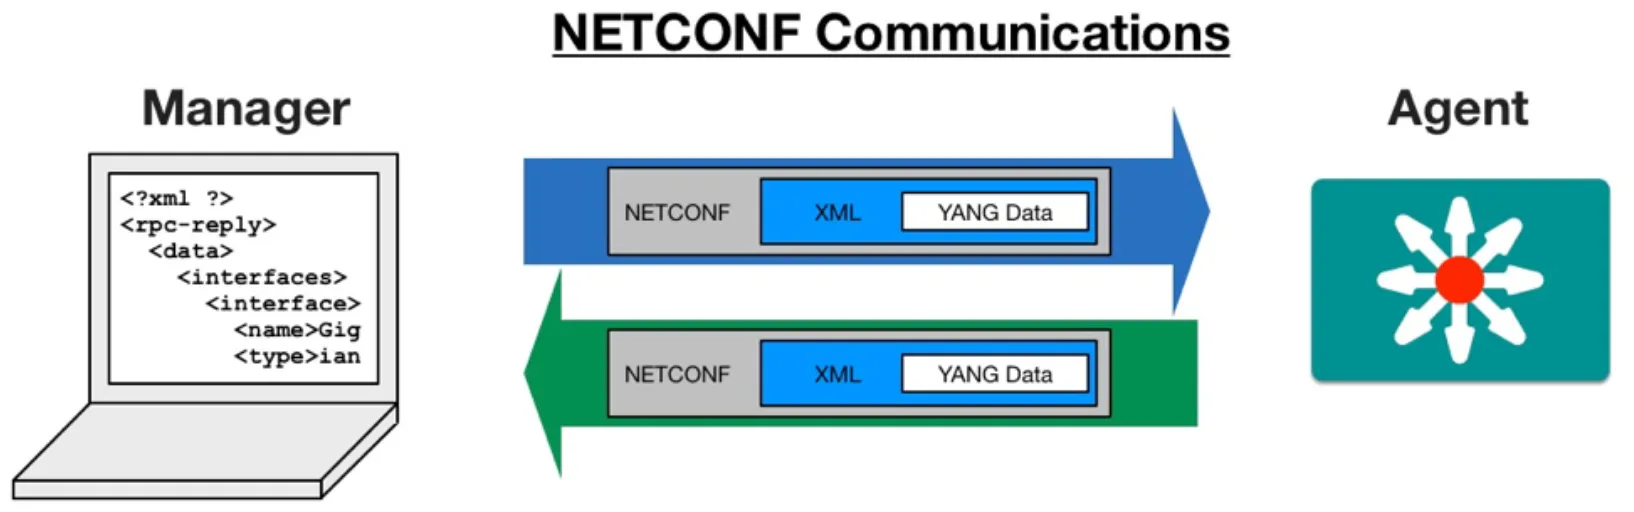 NETCONF Communications
Manager
Agent
<?xml ?>
<rpc-reply>
<data>
<interfaces>
<interface>
<name>Gig
<type>ian
NETCONF XML YANG Data
NETCONF XML YANG Data